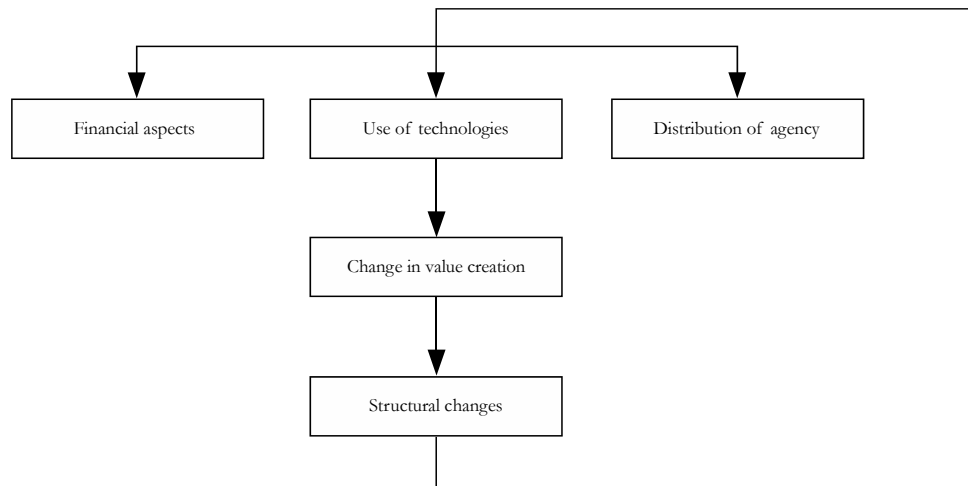 Financial aspects
Use of technologies
Distribution of agency
Change in value creation
Structural changes